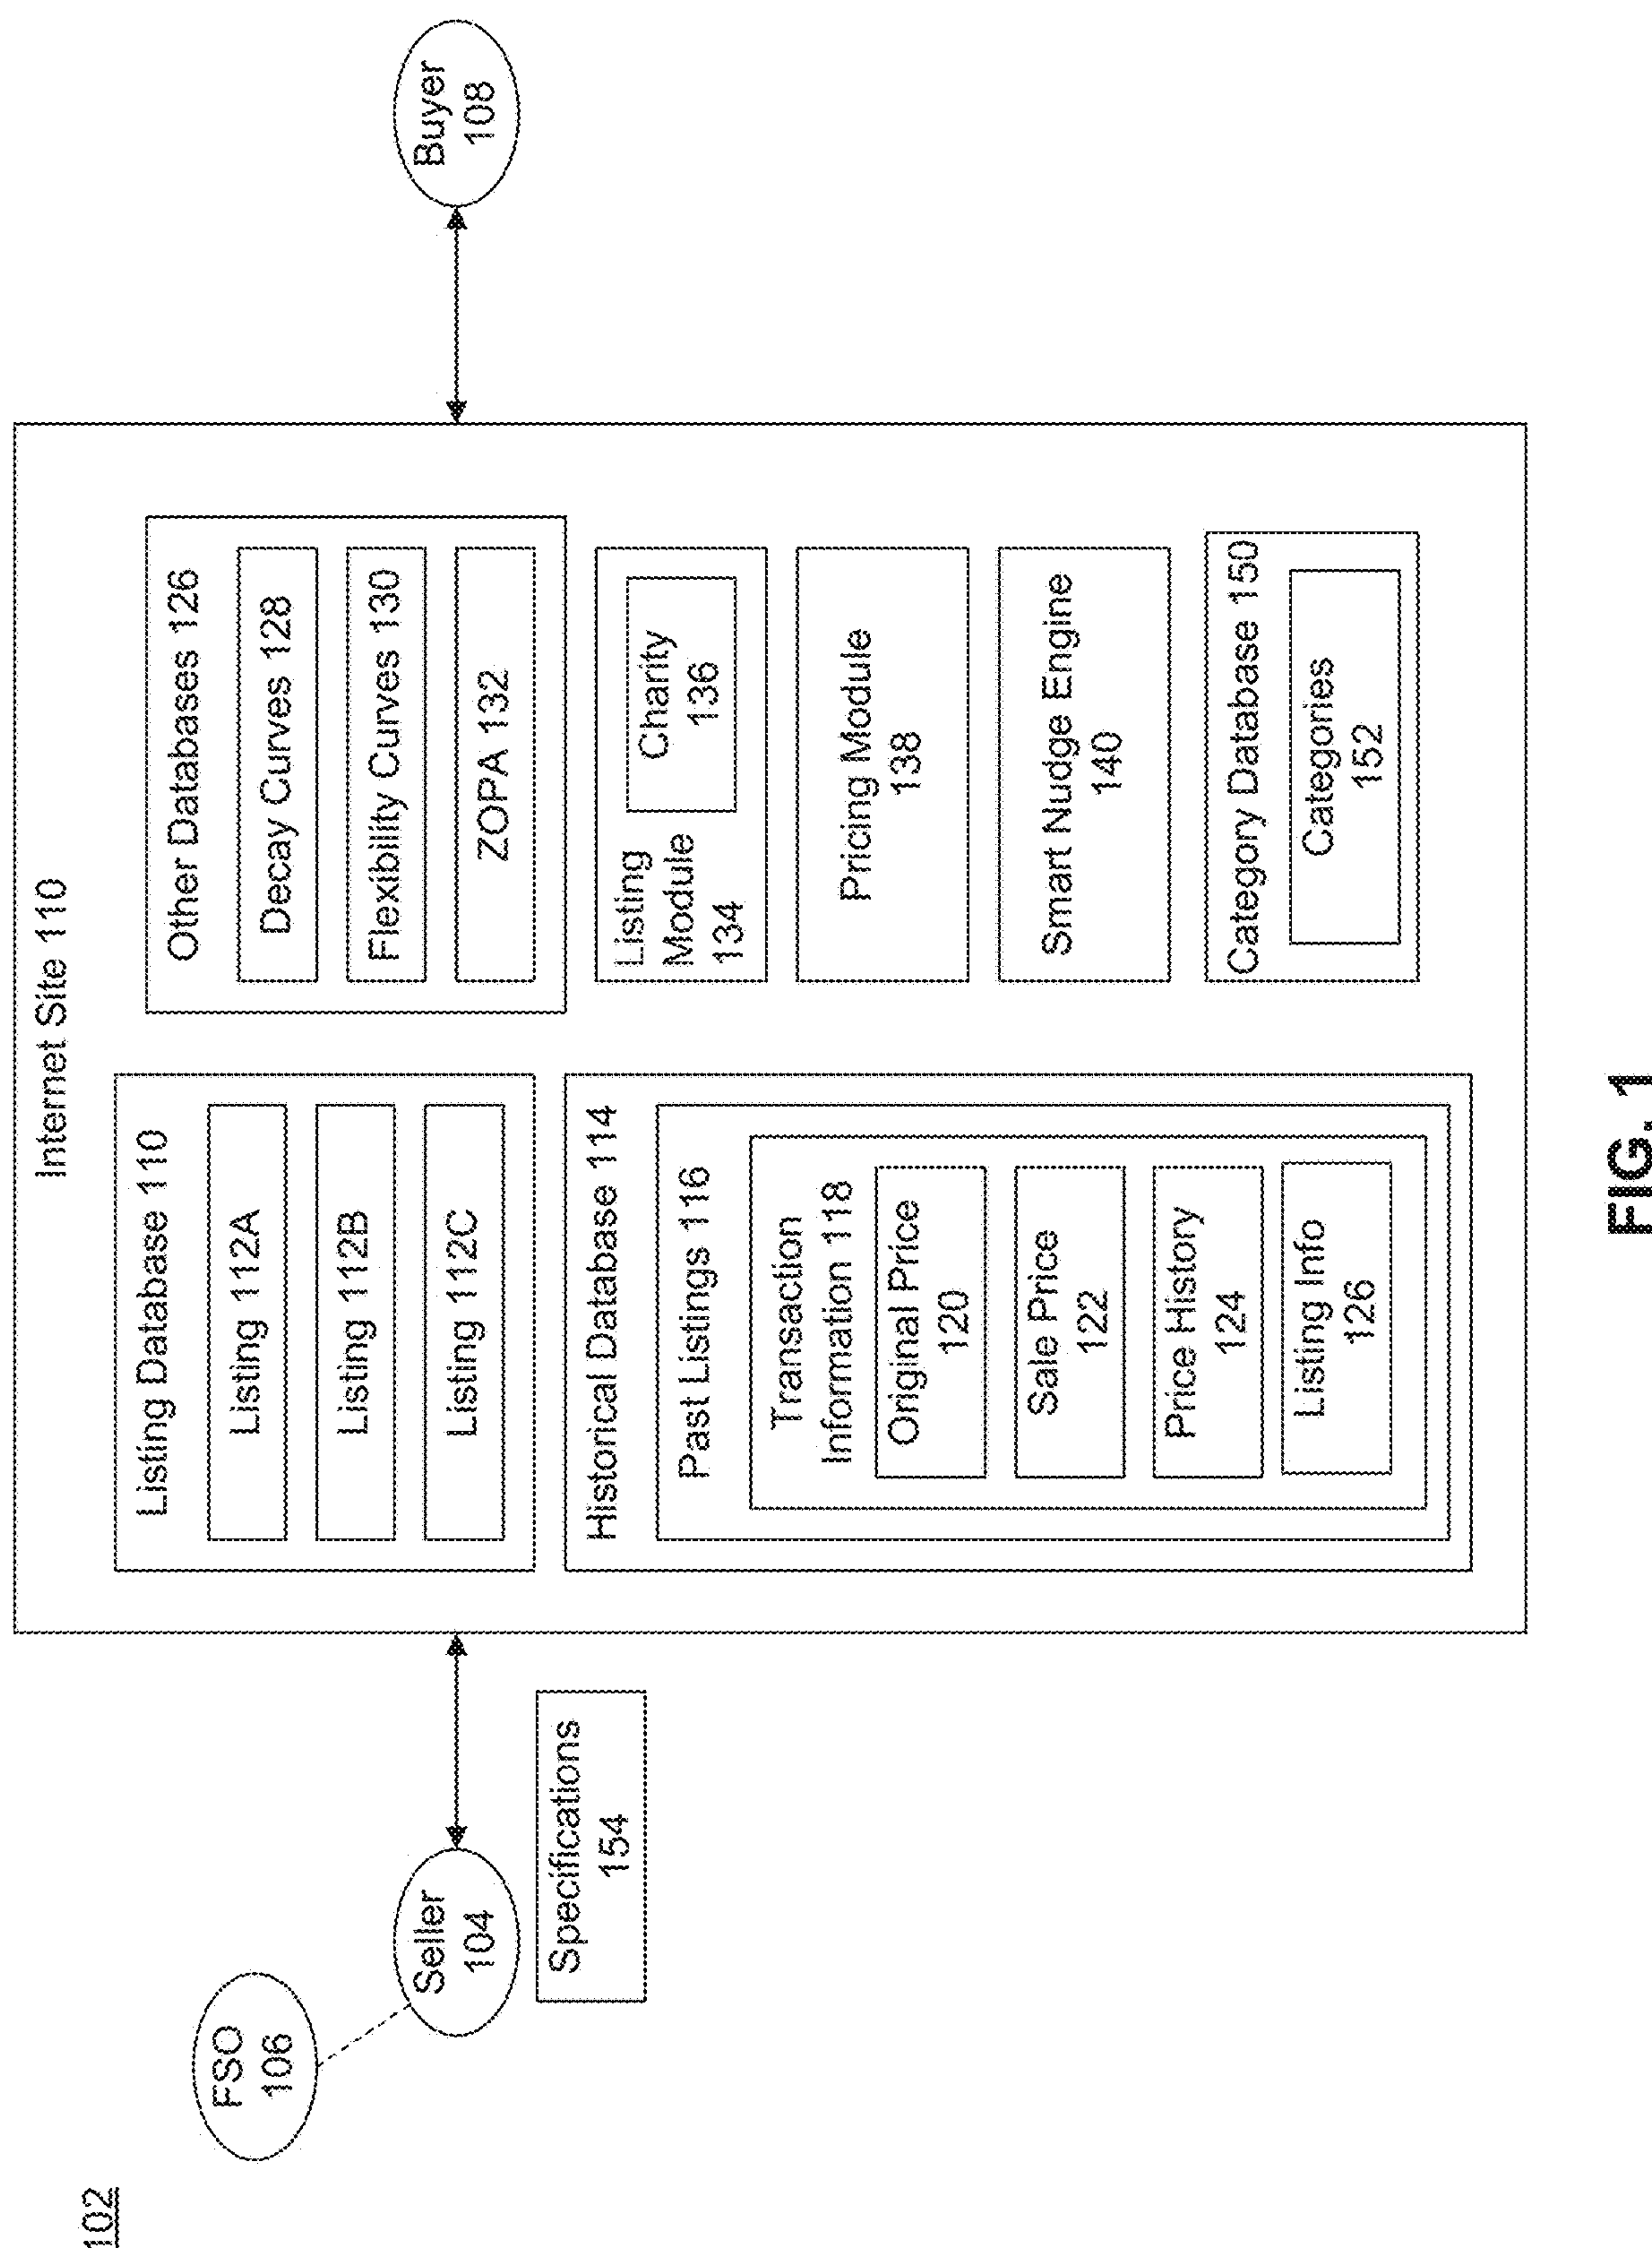 102
FSO
106
Seller
104
Specifications
154
Internet Site 110
Listing Database 110
Listing 112A
Listing 112B
Listing 112C
Historical Database 114
Past Listings 116
Transaction
Information 118
Original Price
120
Sale Price
122
Price History
124
Listing Info
126
Other Databases 126
Decay Curves 128
Flexibility Curves 130
ZOPA 132
Listing
Module
134
Charity
136
Pricing Module
138
Smart Nudge Engine
140
Category Database 150
Categories
152
Buyer
108
FIG. 1